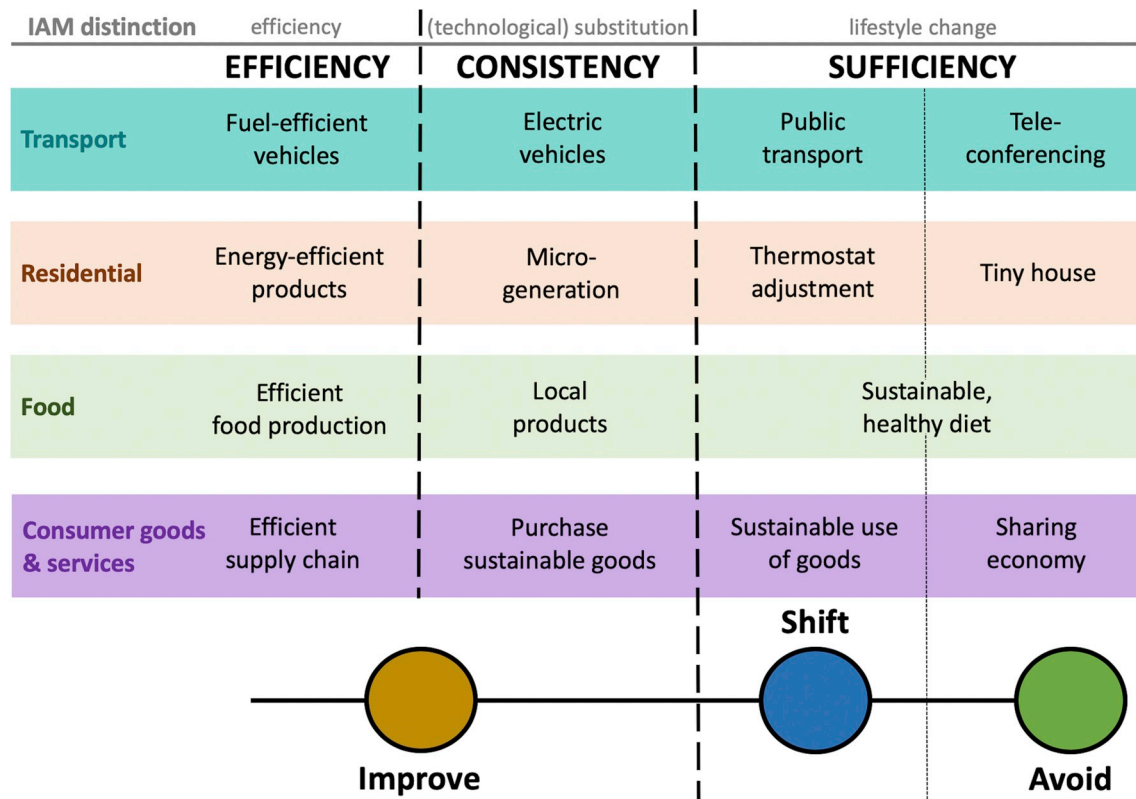 IAM distinction efficiency (technological) substitution lifestyle change
EFFICIENCY CONSISTENCY SUFFICIENCY
Transport
Fuel-efficient
vehicles
Electric
vehicles
Public
transport
Tele-
conferencing
Residential
Energy-efficient
products
Micro-
generation
Thermostat
adjustment
Tiny house
Food
Efficient
food production
Local
products
Sustainable,
healthy diet
Consumer goods
& services
Efficient
supply chain
Purchase
sustainable goods
Sustainable use
of goods
Sharing
economy
Shift
Improve
Avoid